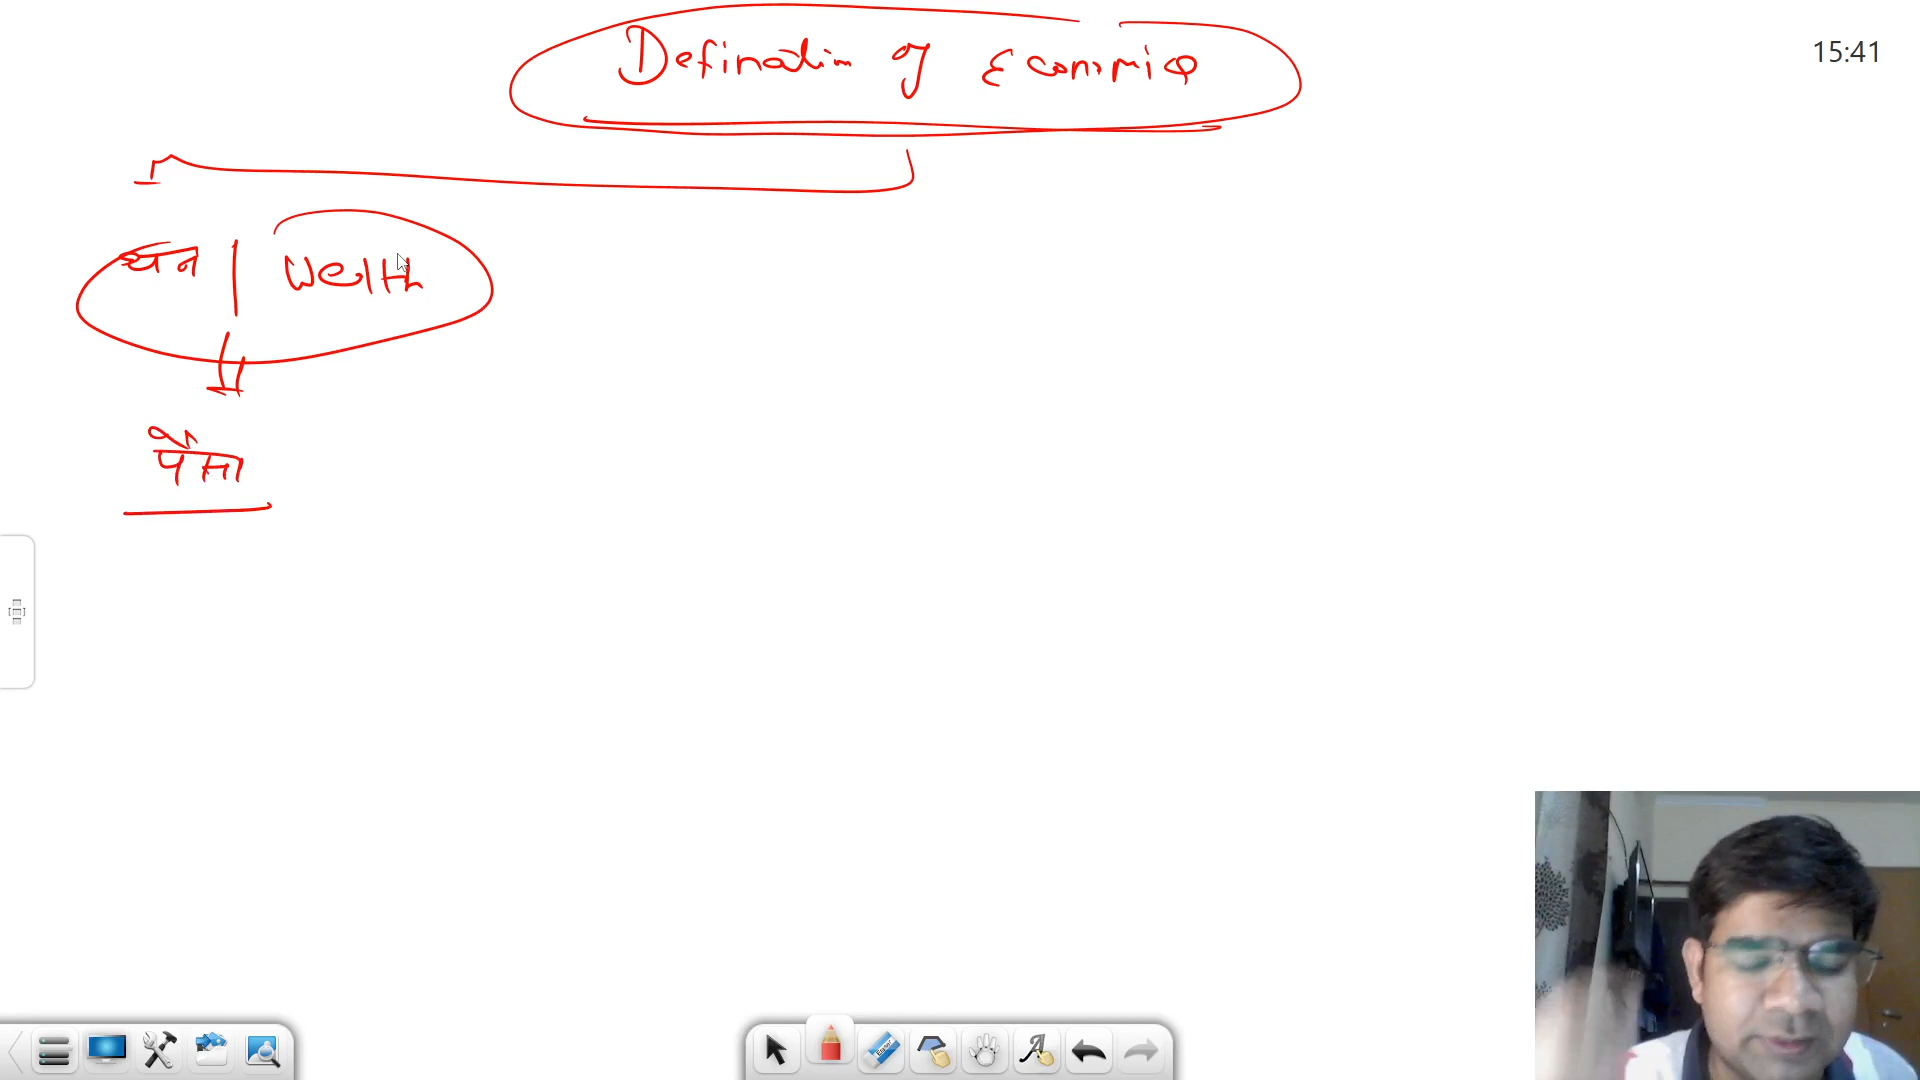 Defination of Economics
15:41
धन | Welth
पैसा